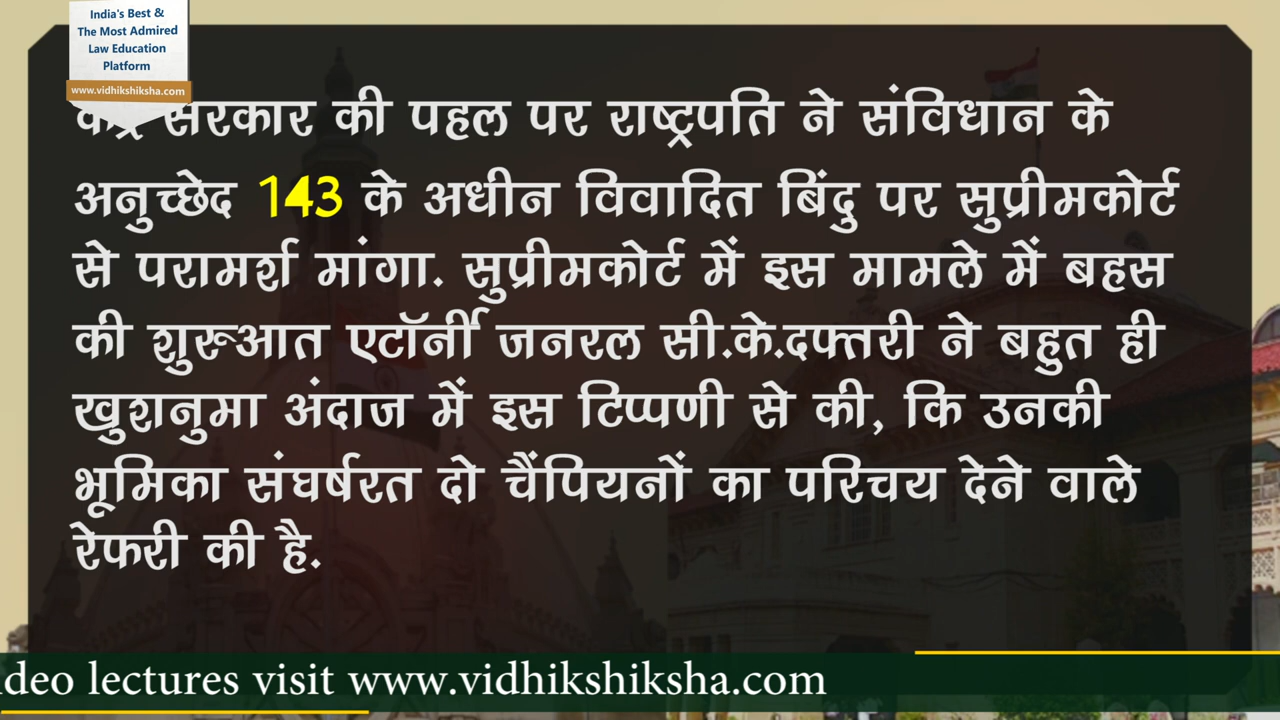 India's Best &
The Most Admired
Law Education
Platform
www.vidhikshiksha.com
सरकार की पहल पर राष्ट्रपति ने संविधान के
अनुच्छेद 143 के अधीन विवादित बिंदु पर सुप्रीमकोर्ट
से परामर्श मांगा. सुप्रीमकोर्ट में इस मामले में बहस
की शुरूआत एटॉर्नी जनरल सी.के.दफ्तरी ने बहुत ही
खुशनुमा अंदाज में इस टिप्पणी से की, कि उनकी
भूमिका संघर्षरत दो चैंपियनों का परिचय देने वाले
रेफरी की है.
deo lectures visit www.vidhikshiksha.com